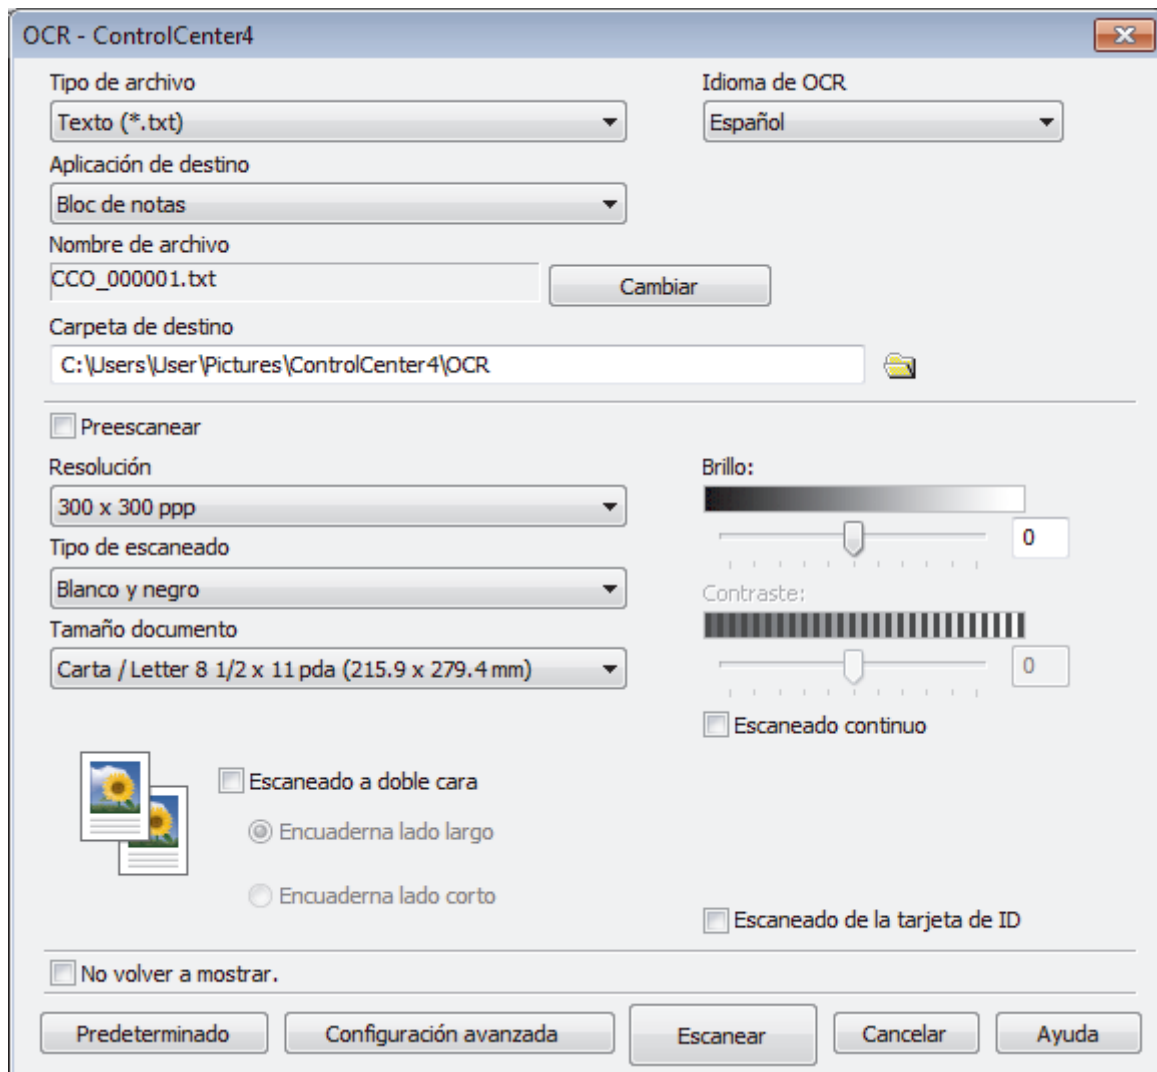 OCR - ControlCenter4
Tipo de archivo
Texto (*.txt)
Idioma de OCR
Español
Aplicación de destino
Bloc de notas
Nombre de archivo
CCO_000001.txt
Cambiar
Carpeta de destino
C:\Users\User\Pictures\ControlCenter4\OCR
Preescanear
Resolución
300 x 300 ppp
Tipo de escaneado
Blanco y negro
Tamaño documento
Carta / Letter 8 1/2 x 11 pda (215.9 x 279.4 mm)
Brillo:
0
Contraste:
0
Escaneado continuo
Escaneado a doble cara
Encuaderna lado largo
Encuaderna lado corto
Escaneado de la tarjeta de ID
No volver a mostrar.
Predeterminado
Configuración avanzada
Escanear
Cancelar
Ayuda